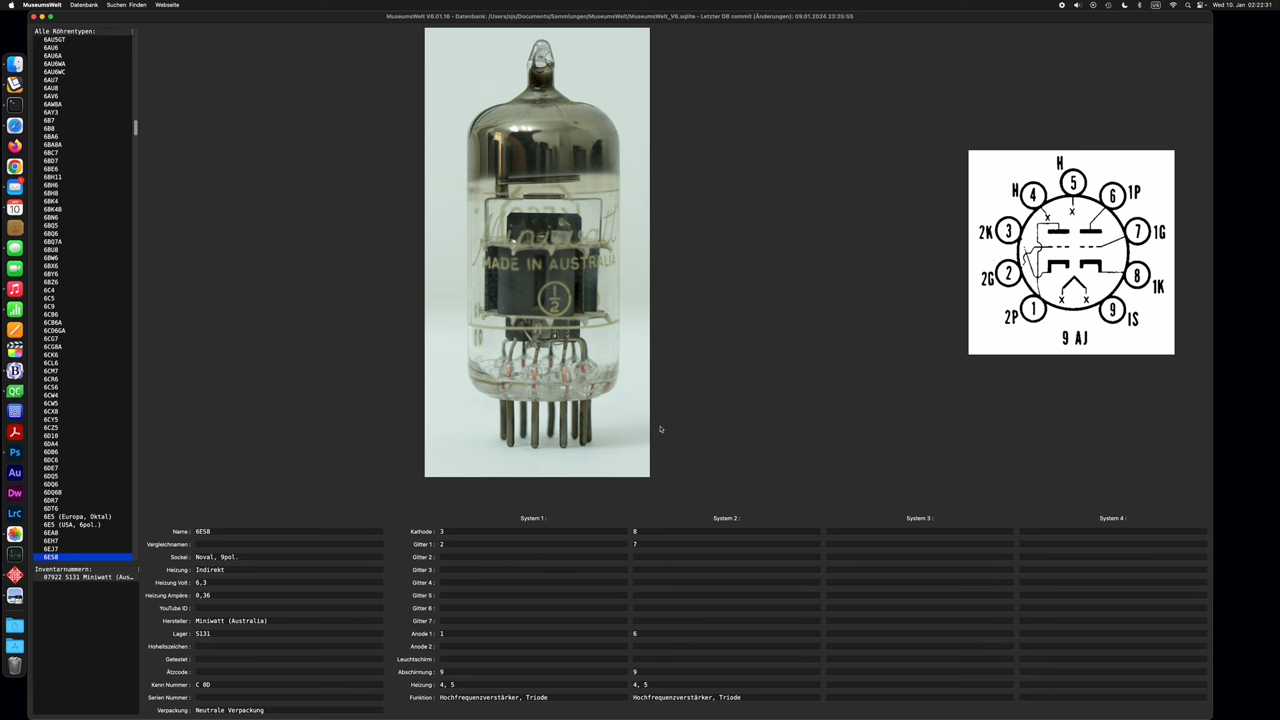 MuseumsWelt Datenbank Suchen Finden Webseite
US
Wed 10. Jan 02:22:31
MuseumsWelt V6.01.16 - Datenbank: /Users/sjs/Documents/Sammlungen/MuseumsWelt/MuseumsWelt_V6.sqlite - Letzter DB commit (Änderungen): 09.01.2024 23:25:55
Alle Röhrentypen:
6AU5GT
6AU6
6AU6A
6AU6WA
6AU6WC
6AU7
6AU8
6AV6
6AW8A
6AY3
6B7
6B8
6BA6
6BA8A
6BC7
6BD7
6BE6
6BH11
6BH6
6BH8
6BK4
6BK4B
6BN6
6BQ5
6BQ6
6BQ7A
6BU8
6BW6
6BX6
6BY6
6BZ6
6C4
6C5
6C9
6CB6
6CB6A
6CD6GA
6CG7
6CG8A
6CK6
6CL6
6CM7
6CR6
6CS6
6CW4
6CW5
6CX8
6CY5
6CZ5
6D10
6DA4
6DB6
6DC6
6DE7
6DQ5
6DQ6
6DQ6B
6DR7
6DT6
6E5 (Europa, Oktal)
6E5 (USA, 6pol.)
6EA8
6EH7
6EJ7
6ES8
Inventarnummern:
07922 S131 Miniwatt (Aus…
Miniwatt
MADE IN AUSTRALIA
1/2
H
5
H 4
6 1P
2K 3
7 1G
2G 2
8 1K
2P 1
9 IS
9 AJ
System 1 : System 2 : System 3 : System 4 :
Name : 6ES8
Vergleichnamen :
Sockel : Noval, 9pol.
Heizung : Indirekt
Heizung Volt : 6,3
Heizung Ampère : 0,36
YouTube ID :
Hersteller : Miniwatt (Australia)
Lager : S131
Hoheitszeichen :
Getestet :
Ätzcode :
Kenn Nummer : C 0D
Serien Nummer :
Verpackung : Neutrale Verpackung
Kathode : 3 8
Gitter 1 : 2 7
Gitter 2 :
Gitter 3 :
Gitter 4 :
Gitter 5 :
Gitter 6 :
Gitter 7 :
Anode 1 : 1 6
Anode 2 :
Leuchtschirm :
Abschirmung : 9 9
Heizung : 4, 5 4, 5
Funktion : Hochfrequenzverstärker, Triode Hochfrequenzverstärker, Triode
10
Ps
Au
Dw
LrC
QC